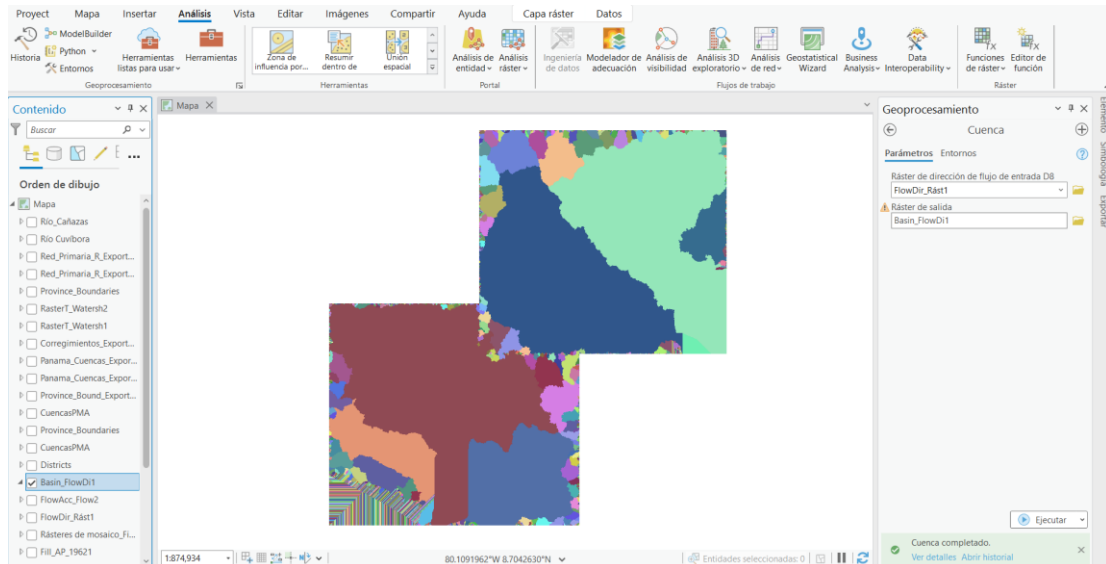 Proyect Mapa Insertar Análisis Vista Editar Imágenes Compartir Ayuda Capa ráster Datos
Historia
ModelBuilder
Python
Entornos
Herramientas listas para usar
Herramientas
Geoprocesamiento
Zona de influencia por...
Resumir dentro de
Unión espacial
Herramientas
Análisis de entidad
Análisis ráster
Portal
Ingeniería de datos
Modelador de adecuación
Análisis de visibilidad
Análisis 3D exploratorio
Análisis de red
Geostatistical Wizard
Business Analysis
Data Interoperability
Flujos de trabajo
Funciones de ráster
Editor de función
Ráster
Contenido
Buscar
Orden de dibujo
Mapa
Río_Cañazas
Río Cuvíbora
Red_Primaria_R_Export...
Red_Primaria_R_Export...
Province_Boundaries
RasterT_Watersh2
RasterT_Watersh1
Corregimientos_Export...
Panama_Cuencas_Expor...
Panama_Cuencas_Expor...
Province_Bound_Export...
CuencasPMA
Province_Boundaries
CuencasPMA
Districts
Basin_FlowDi1
FlowAcc_Flow2
FlowDir_Rást1
Rásteres de mosaico_Fi...
Fill_AP_19621
Mapa
1:874,934
80.1091962°W 8.7042630°N
Entidades seleccionadas: 0
Geoprocesamiento
Cuenca
Parámetros Entornos
Ráster de dirección de flujo de entrada D8
FlowDir_Rást1
Ráster de salida
Basin_FlowDi1
Ejecutar
Cuenca completado.
Ver detalles Abrir historial
Elemento
Simbología
Exportar